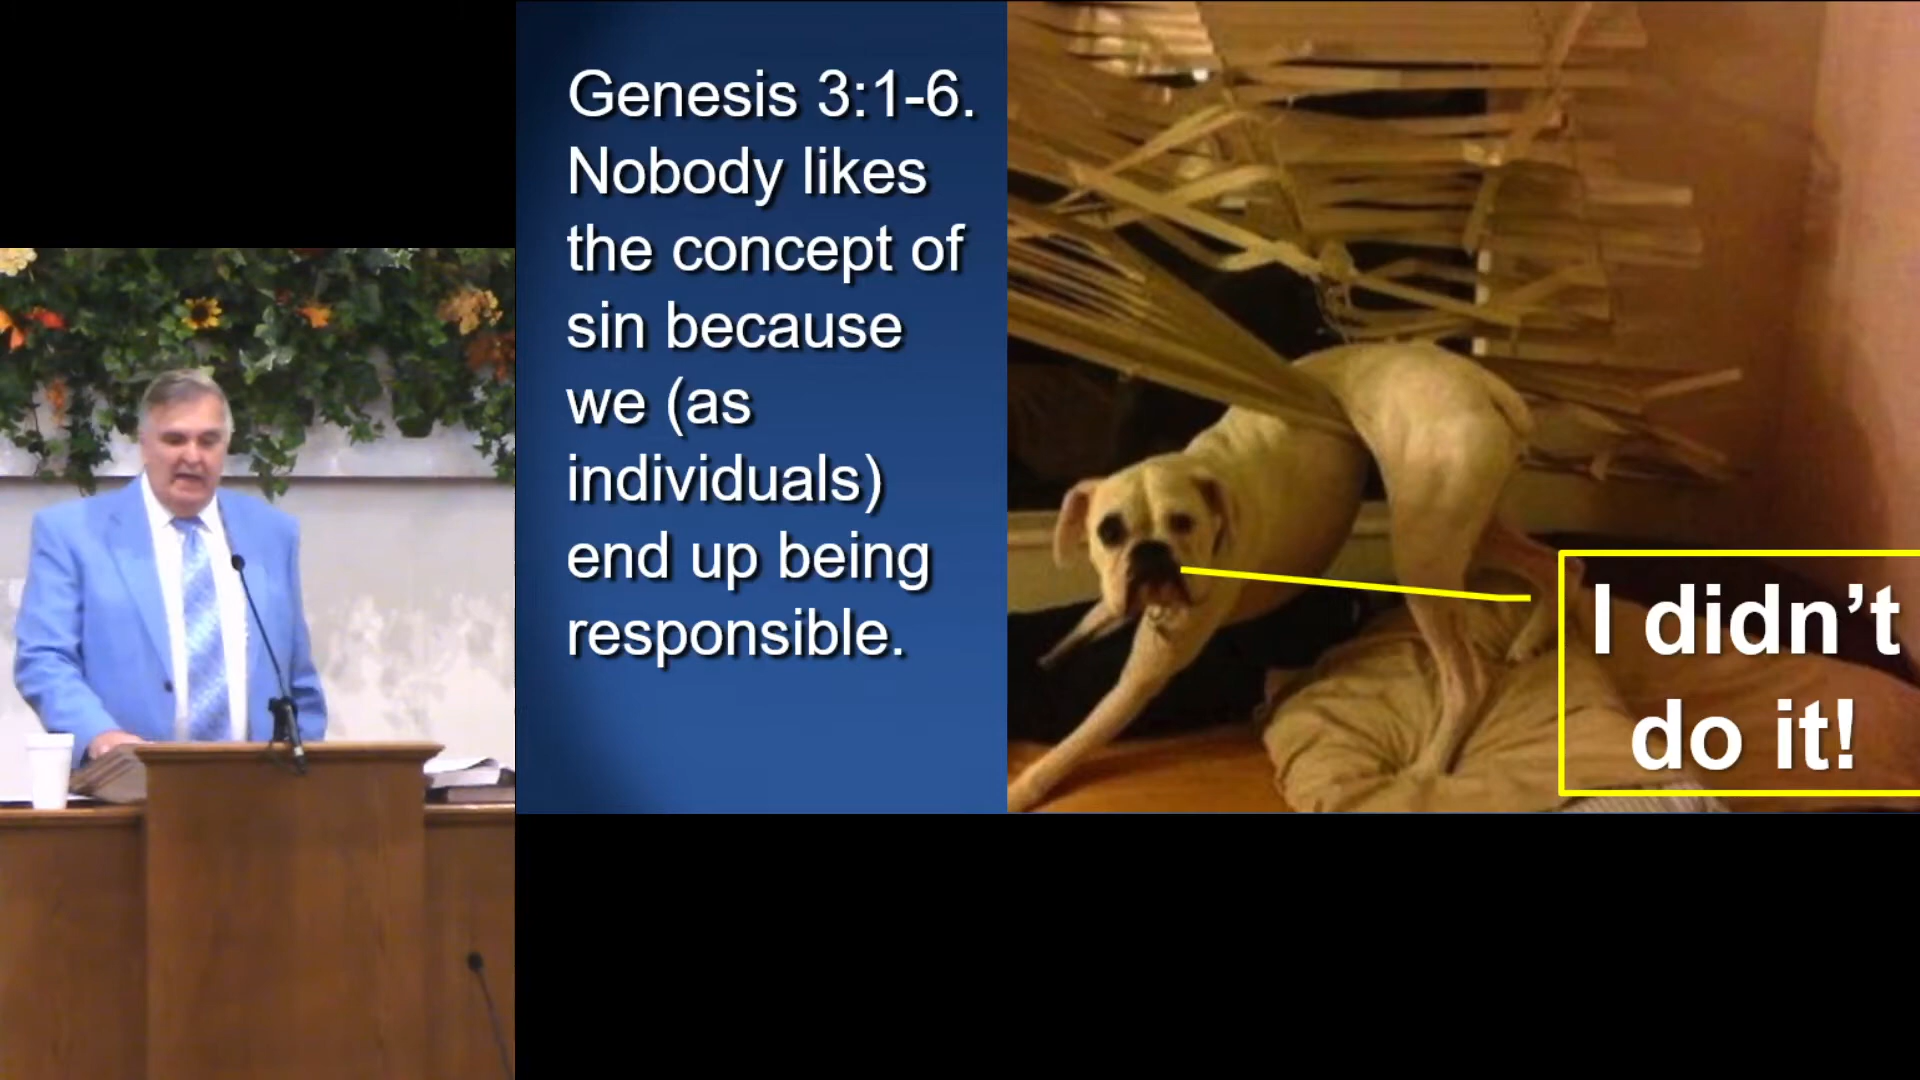 Genesis 3:1-6.
Nobody likes
the concept of
sin because
we (as
individuals)
end up being
responsible.
I didn’t
do it!